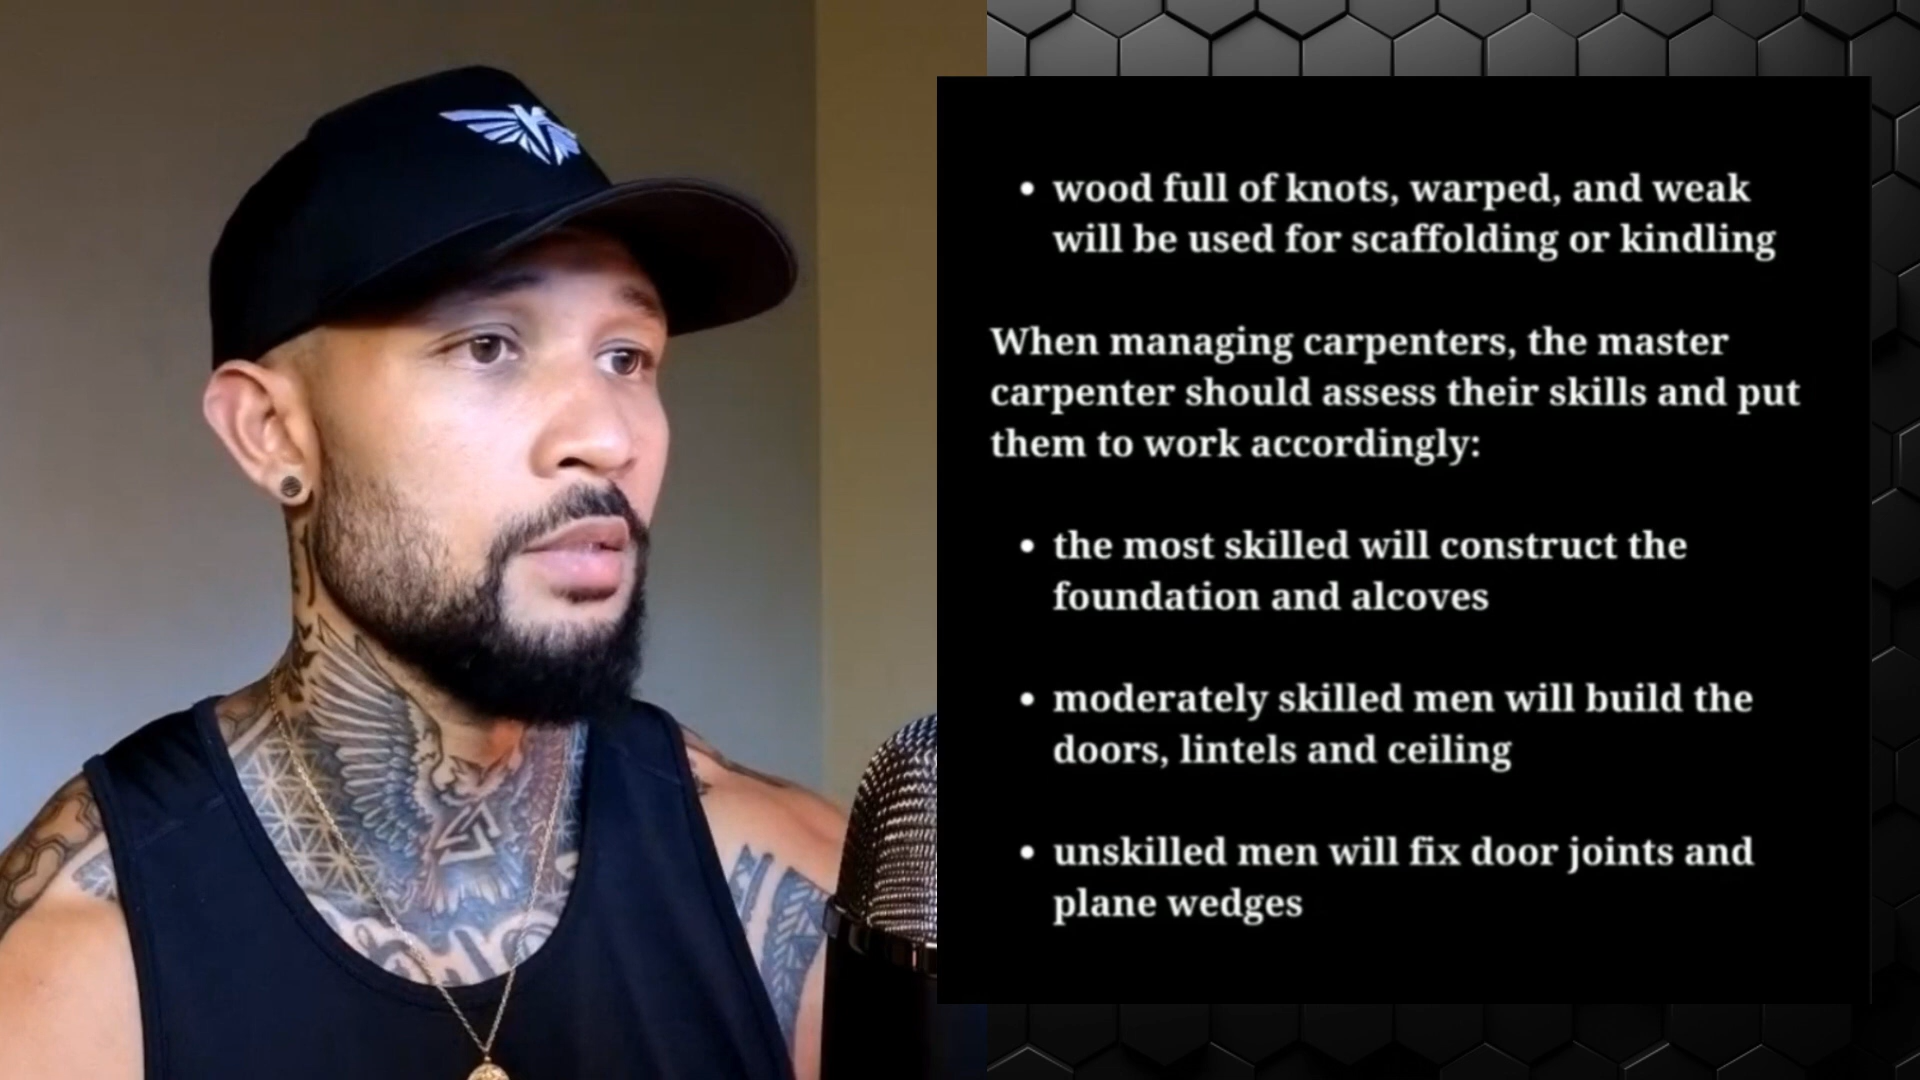 • wood full of knots, warped, and weak
will be used for scaffolding or kindling
When managing carpenters, the master
carpenter should assess their skills and put
them to work accordingly:
• the most skilled will construct the
foundation and alcoves
• moderately skilled men will build the
doors, lintels and ceiling
• unskilled men will fix door joints and
plane wedges